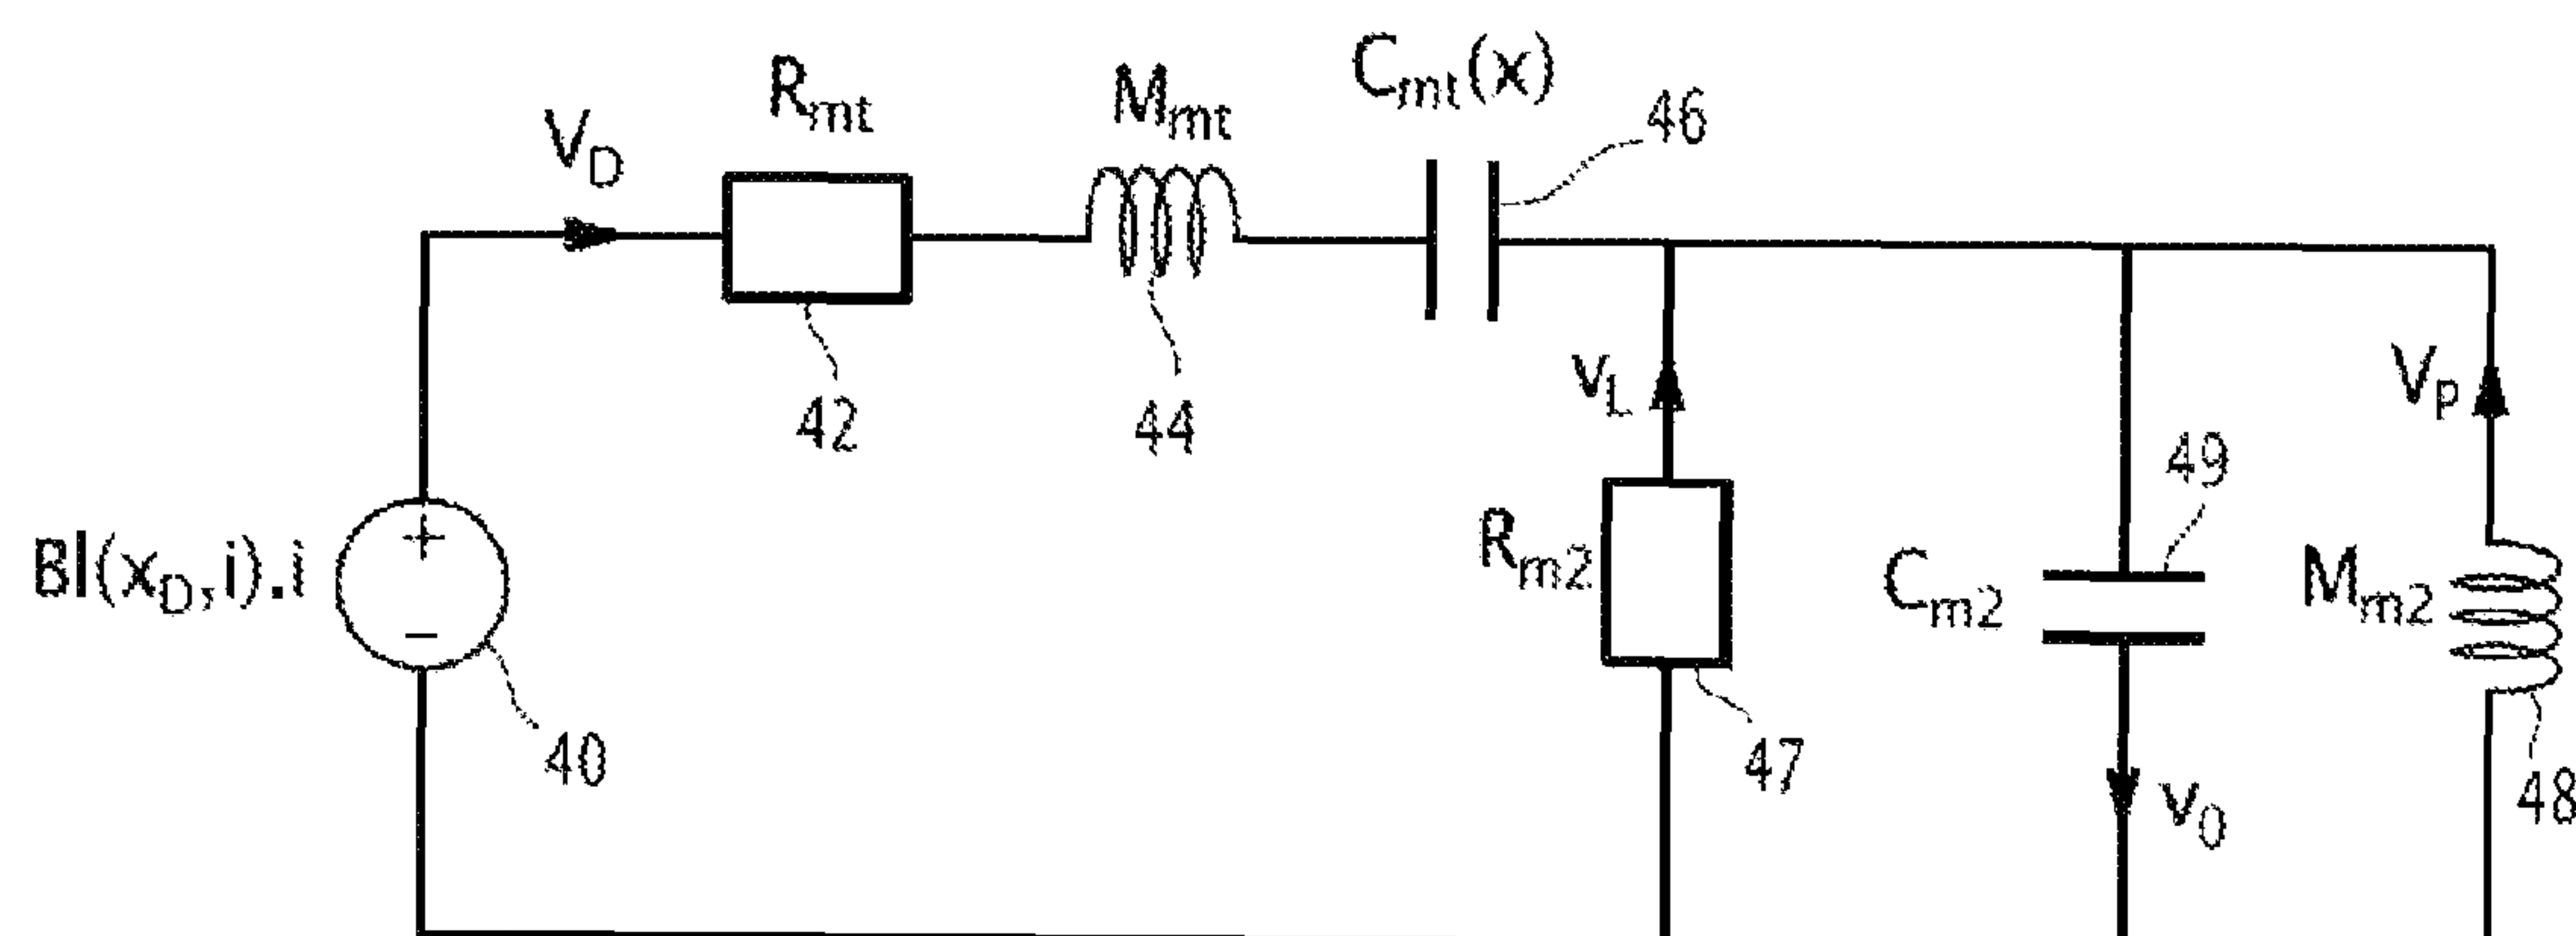 C_mt(x)
R_mt
M_mt
46
V_D
42
44
v_L
V_P
49
Bl(x_D,i).i
+
−
R_m2
C_m2
M_m2
40
47
v_0
48